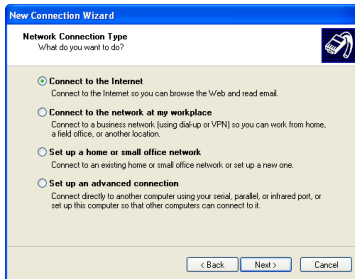 New Connection Wizard
Network Connection Type
What do you want to do?
Connect to the Internet
Connect to the Internet so you can browse the Web and read email.
Connect to the network at my workplace
Connect to a business network (using dial-up or VPN) so you can work from home,
a field office, or another location.
Set up a home or small office network
Connect to an existing home or small office network or set up a new one.
Set up an advanced connection
Connect directly to another computer using your serial, parallel, or infrared port, or
set up this computer so that other computers can connect to it.
< Back Next > Cancel